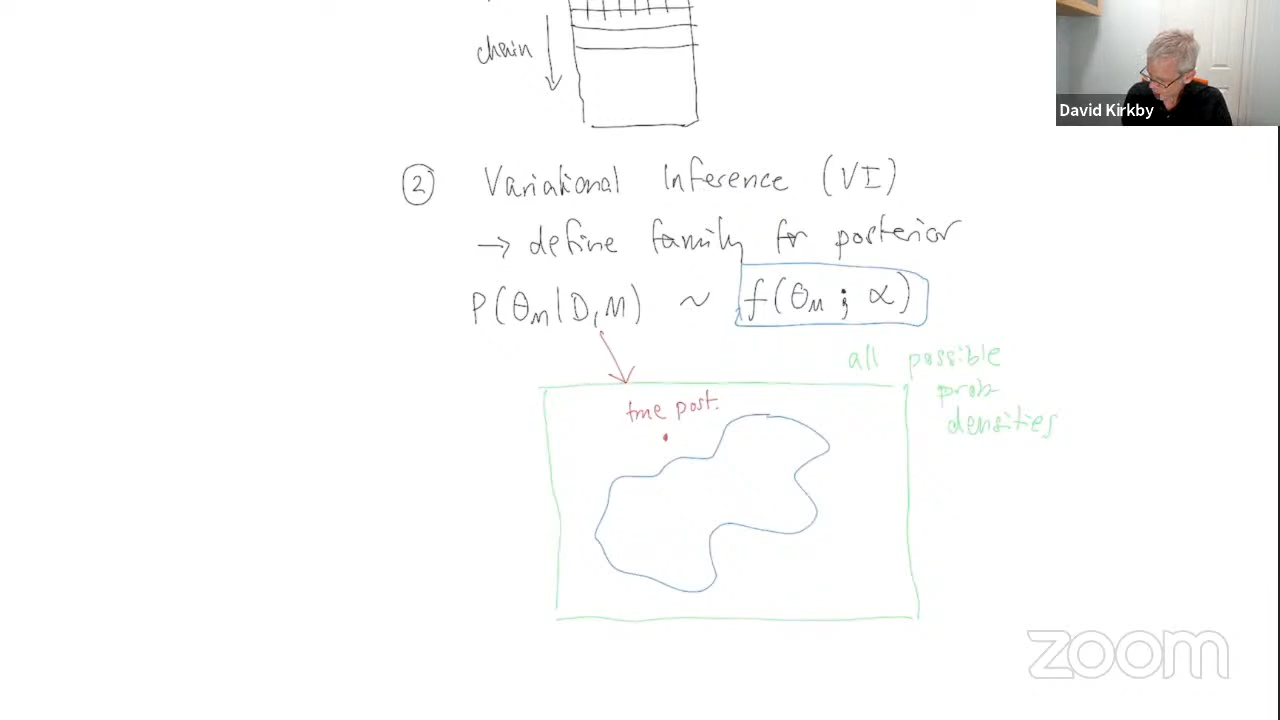 David Kirkby
chain
② Variational Inference (VI)
→ define family for posterior
P(θ_M | D, M) ~ f(θ_M ; α)
all possible
prob
densities
true post.
zoom